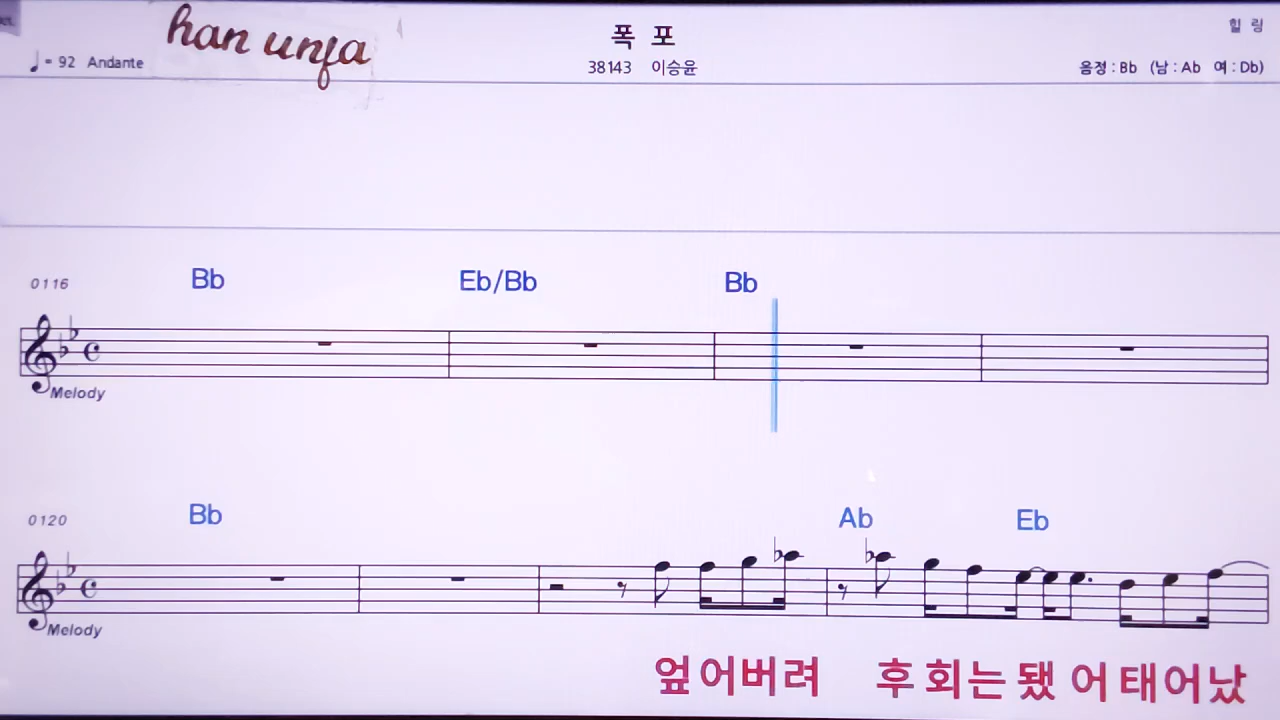 han unfa
폭 포
힐 링
♩= 92 Andante
38143 이승윤
음정 : Bb (남 : Ab 여 : Db)
0116 Bb Eb/Bb Bb
Melody
0120 Bb Ab Eb
Melody
엎어버려 후회는됐어태어났